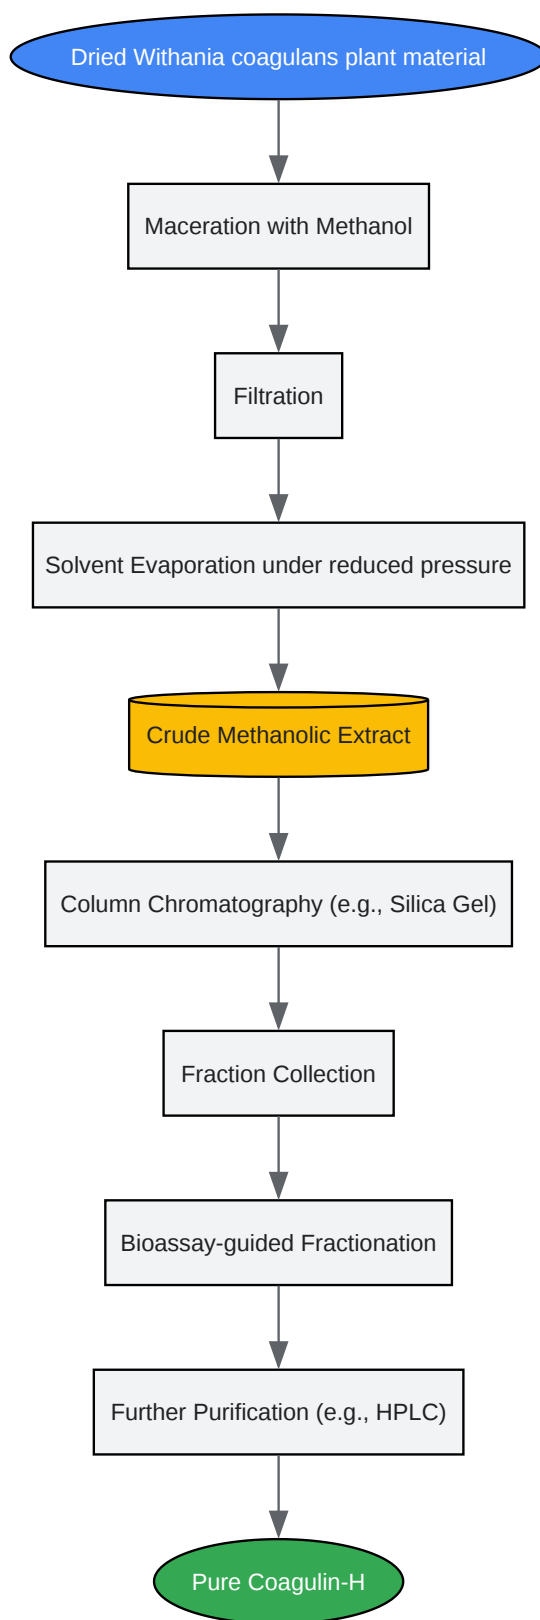 Dried Withania coagulans plant material
Maceration with Methanol
Filtration
Solvent Evaporation under reduced pressure
Crude Methanolic Extract
Column Chromatography (e.g., Silica Gel)
Fraction Collection
Bioassay-guided Fractionation
Further Purification (e.g., HPLC)
Pure Coagulin-H